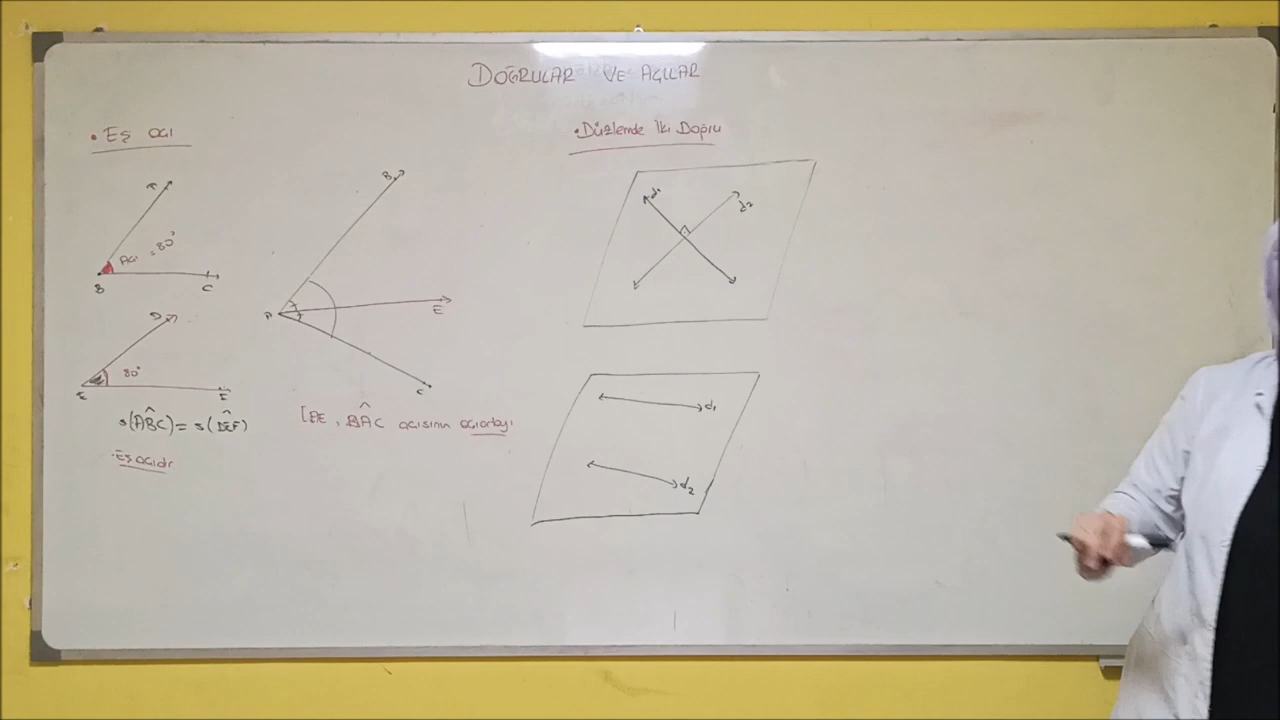 DOĞRULAR VE AÇILAR
• Eş açı
A
Açı = 80°
B
C
D
80°
E
F
s(ABC) = s(DEF)
Eş açıdır
B
A
E
C
[AE, BAC açısının açıortayı
• Düzlemde İki Doğru
d1
d2
d1
d2